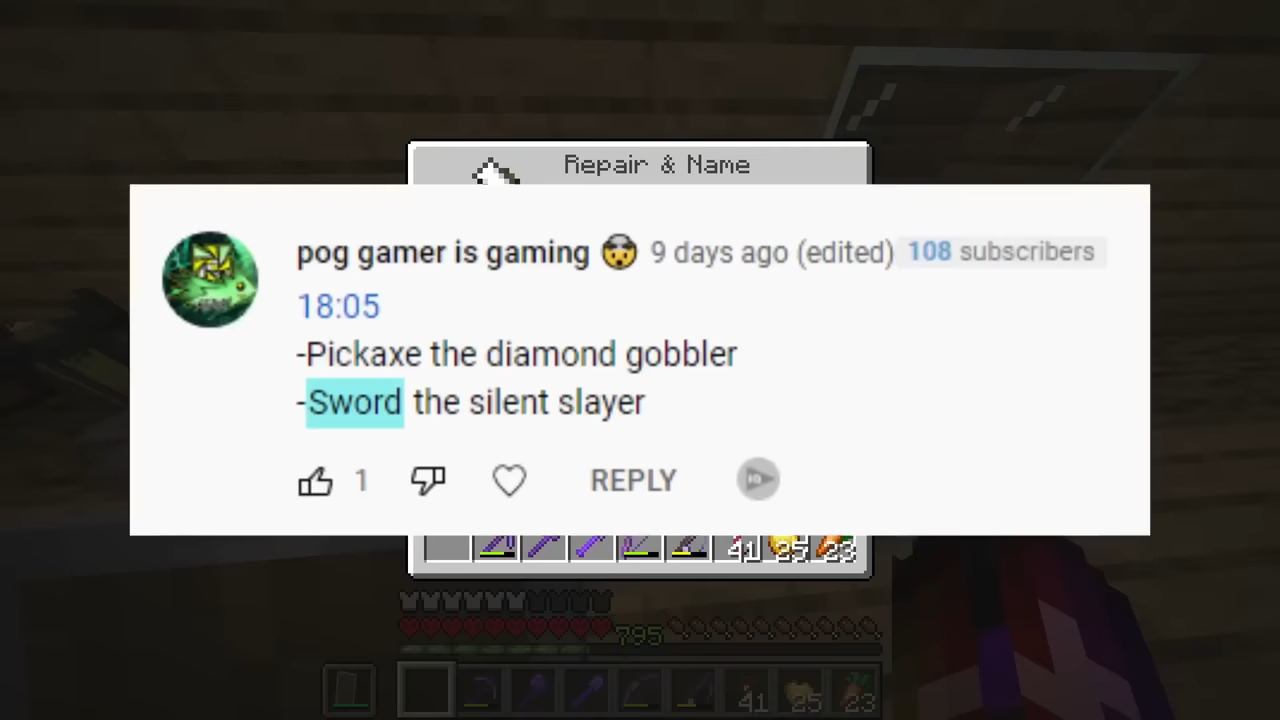 Repair & Name
pog gamer is gaming 🤯 9 days ago (edited) 108 subscribers
18:05
-Pickaxe the diamond gobbler
-Sword the silent slayer
1 REPLY
41 25 23
795
41 25 23